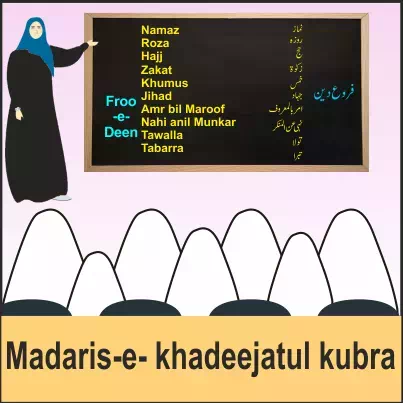 Namaz
Roza
Hajj
Zakat
Khumus
Jihad
Amr bil Maroof
Nahi anil Munkar
Tawalla
Tabarra
Froo
-e-
Deen
نماز
روزہ
حج
زکوۃ
خمس
جہاد
امر بالمعروف
نہی عن المنکر
تولا
تبرا
فروع دین
Madaris-e- khadeejatul kubra